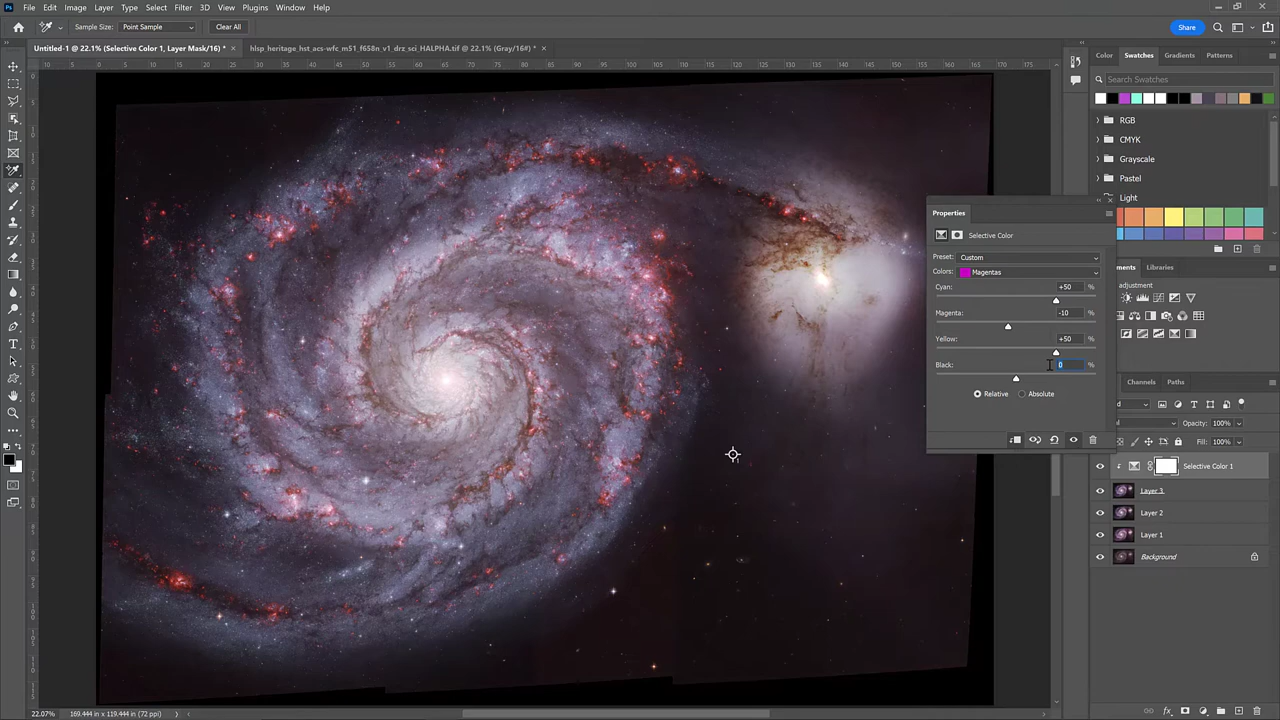 Ps File Edit Image Layer Type Select Filter 3D View Plugins Window Help
Sample Size: Point Sample Clear All Share
Untitled-1 @ 22.1% (Selective Color 1, Layer Mask/16) * × hlsp_heritage_hst_acs-wfc_m51_f658n_v1_drz_sci_HALPHA.tif @ 22.1% (Gray/16#) * ×
Color Swatches Gradients Patterns
Search Swatches
RGB
CMYK
Grayscale
Pastel
Light
Properties
Selective Color
Preset: Custom
Colors: Magentas
Cyan: +50 %
Magenta: -10 %
Yellow: +50 %
Black: 0 %
Relative Absolute
ments Libraries
adjustment
Channels Paths
Opacity: 100%
Fill: 100%
Selective Color 1
Layer 3
Layer 2
Layer 1
Background
fx
22.07% 169.444 in x 119.444 in (72 ppi)